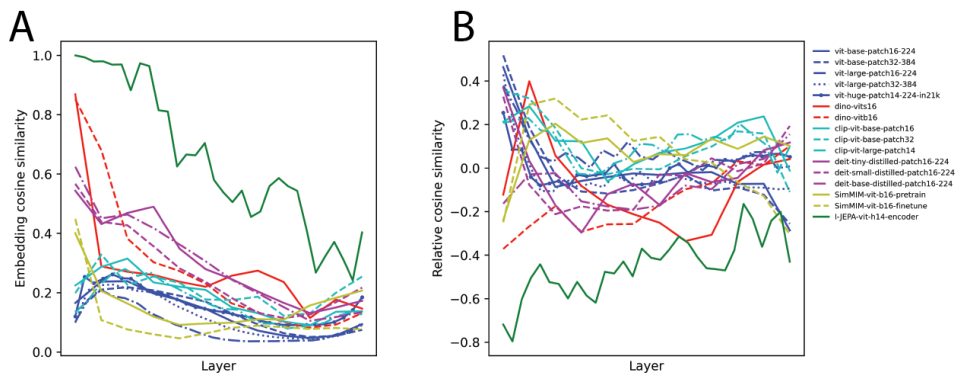 A
B
1.0
0.8
0.6
0.4
0.2
0.0
Embedding cosine similarity
Layer
0.4
0.2
0.0
−0.2
−0.4
−0.6
−0.8
Relative cosine similarity
Layer
vit-base-patch16-224
vit-base-patch32-384
vit-large-patch16-224
vit-large-patch32-384
vit-huge-patch14-224-in21k
dino-vits16
dino-vitb16
clip-vit-base-patch16
clip-vit-base-patch32
clip-vit-large-patch14
deit-tiny-distilled-patch16-224
deit-small-distilled-patch16-224
deit-base-distilled-patch16-224
SimMIM-vit-b16-pretrain
SimMIM-vit-b16-finetune
I-JEPA-vit-h14-encoder